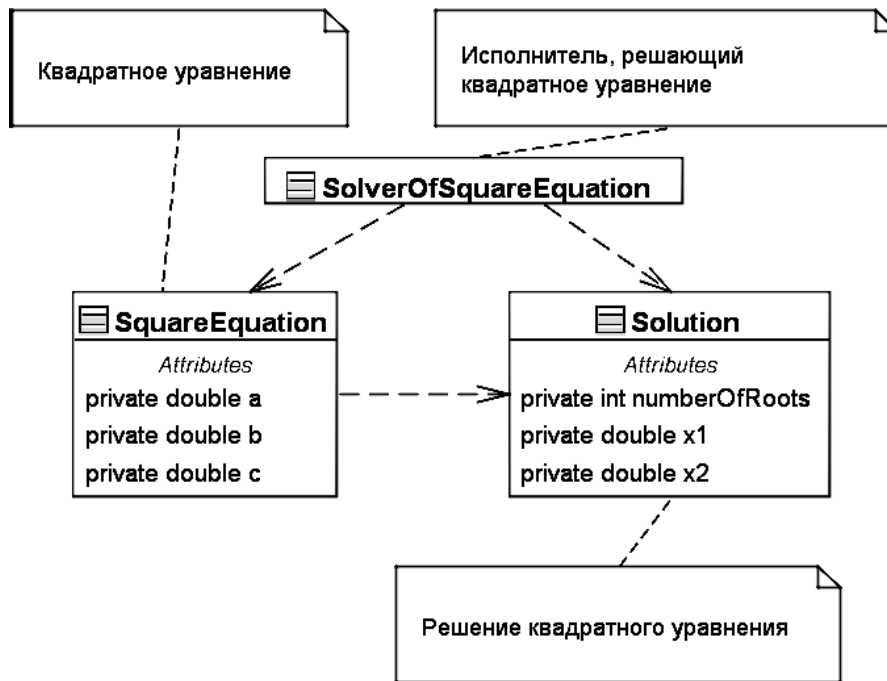 Квадратное уравнение
Исполнитель, решающий
квадратное уравнение
SolverOfSquareEquation
SquareEquation
Attributes
private double a
private double b
private double c
Solution
Attributes
private int numberOfRoots
private double x1
private double x2
Решение квадратного уравнения